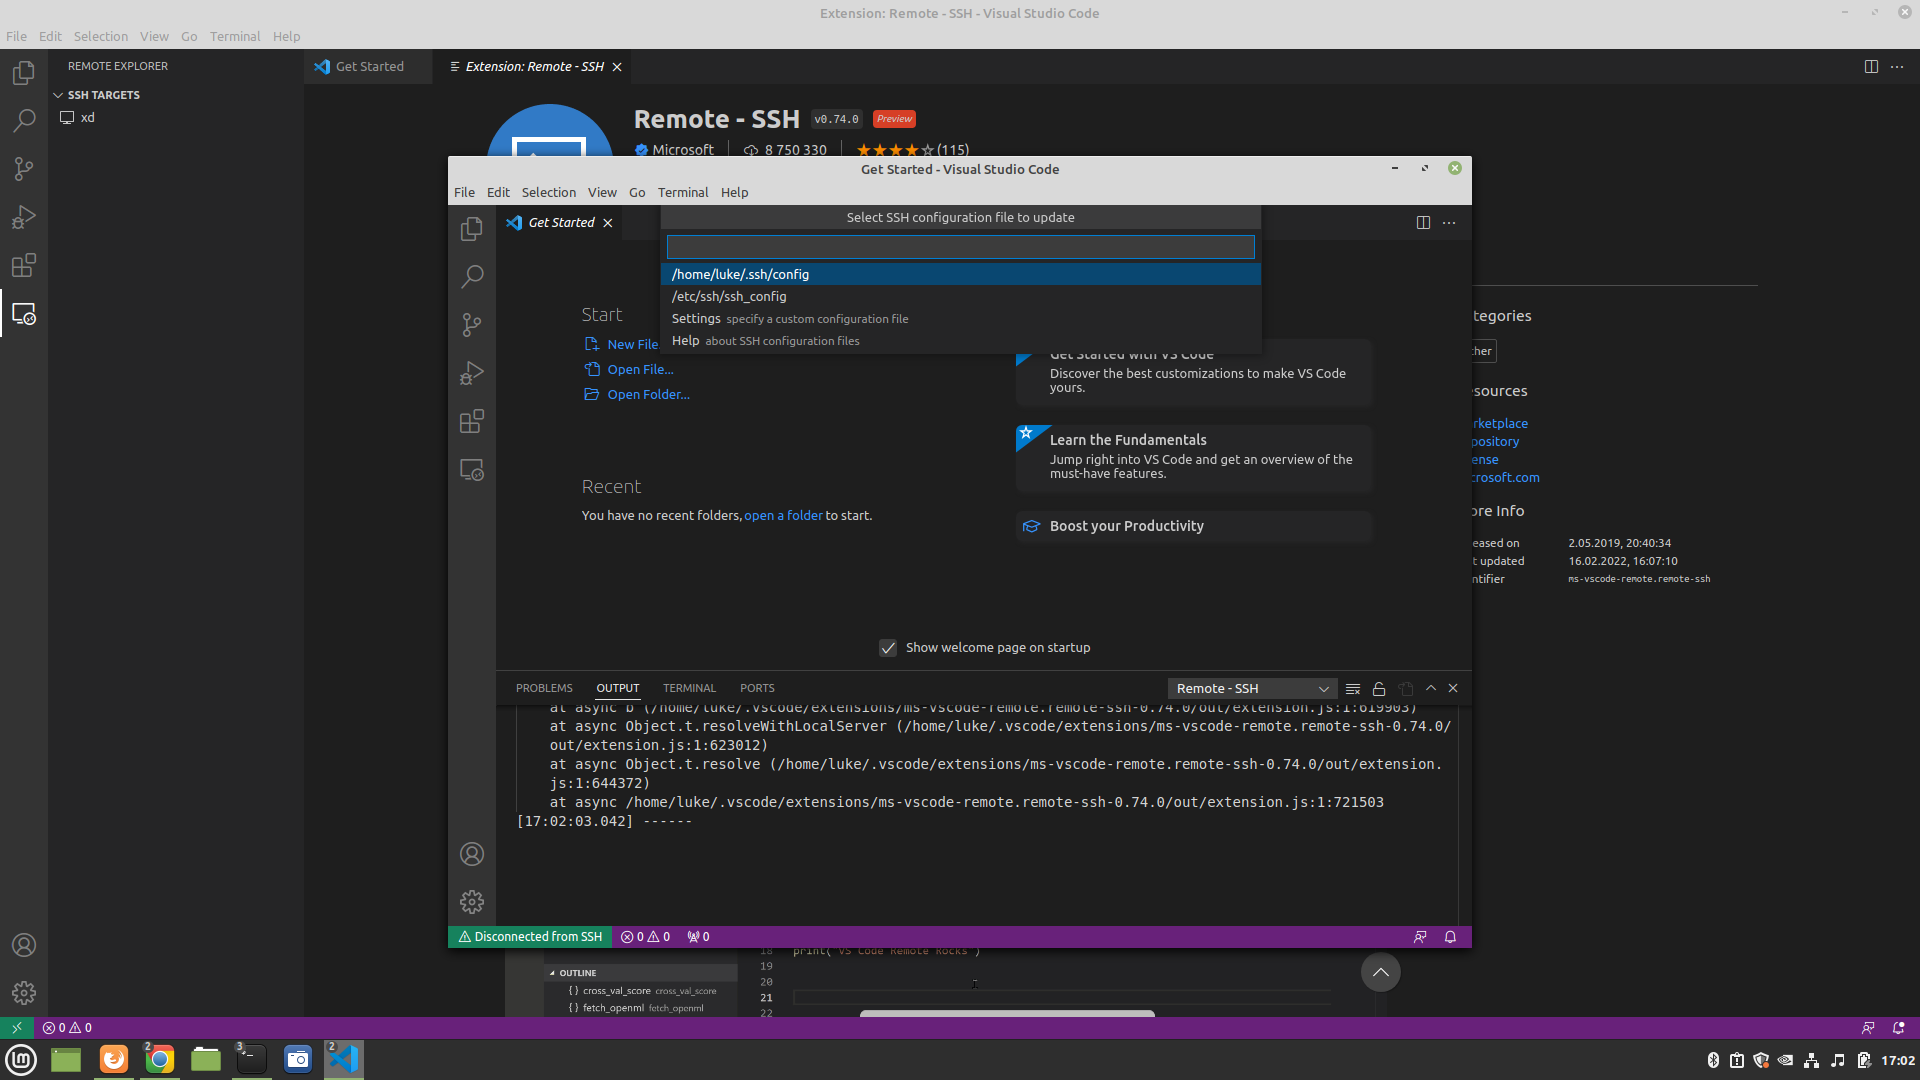 Extension: Remote - SSH - Visual Studio Code
File Edit Selection View Go Terminal Help
REMOTE EXPLORER
SSH TARGETS
xd
Get Started
Extension: Remote - SSH
Remote - SSH v0.74.0 Preview
Microsoft 8 750 330 (115)
Get Started - Visual Studio Code
File Edit Selection View Go Terminal Help
Get Started
Select SSH configuration file to update
/home/luke/.ssh/config
/etc/ssh/ssh_config
Settings specify a custom configuration file
Help about SSH configuration files
Start
New File
Open File...
Open Folder...
Recent
You have no recent folders, open a folder to start.
Get Started with VS Code
Discover the best customizations to make VS Code
yours.
Learn the Fundamentals
Jump right into VS Code and get an overview of the
must-have features.
Boost your Productivity
Show welcome page on startup
tegories
her
sources
rketplace
pository
ense
crosoft.com
ore Info
eased on 2.05.2019, 20:40:34
t updated 16.02.2022, 16:07:10
ntifier ms-vscode-remote.remote-ssh
PROBLEMS OUTPUT TERMINAL PORTS
Remote - SSH
at async b (/home/luke/.vscode/extensions/ms-vscode-remote.remote-ssh-0.74.0/out/extension.js:1:619903)
at async Object.t.resolveWithLocalServer (/home/luke/.vscode/extensions/ms-vscode-remote.remote-ssh-0.74.0/
out/extension.js:1:623012)
at async Object.t.resolve (/home/luke/.vscode/extensions/ms-vscode-remote.remote-ssh-0.74.0/out/extension.
js:1:644372)
at async /home/luke/.vscode/extensions/ms-vscode-remote.remote-ssh-0.74.0/out/extension.js:1:721503
[17:02:03.042] ------
Disconnected from SSH 0 0 0
18 print("VS Code Remote Rocks")
19
20
21
22
OUTLINE
{} cross_val_score cross_val_score
{} fetch_openml fetch_openml
0 0
2
3
2
17:02